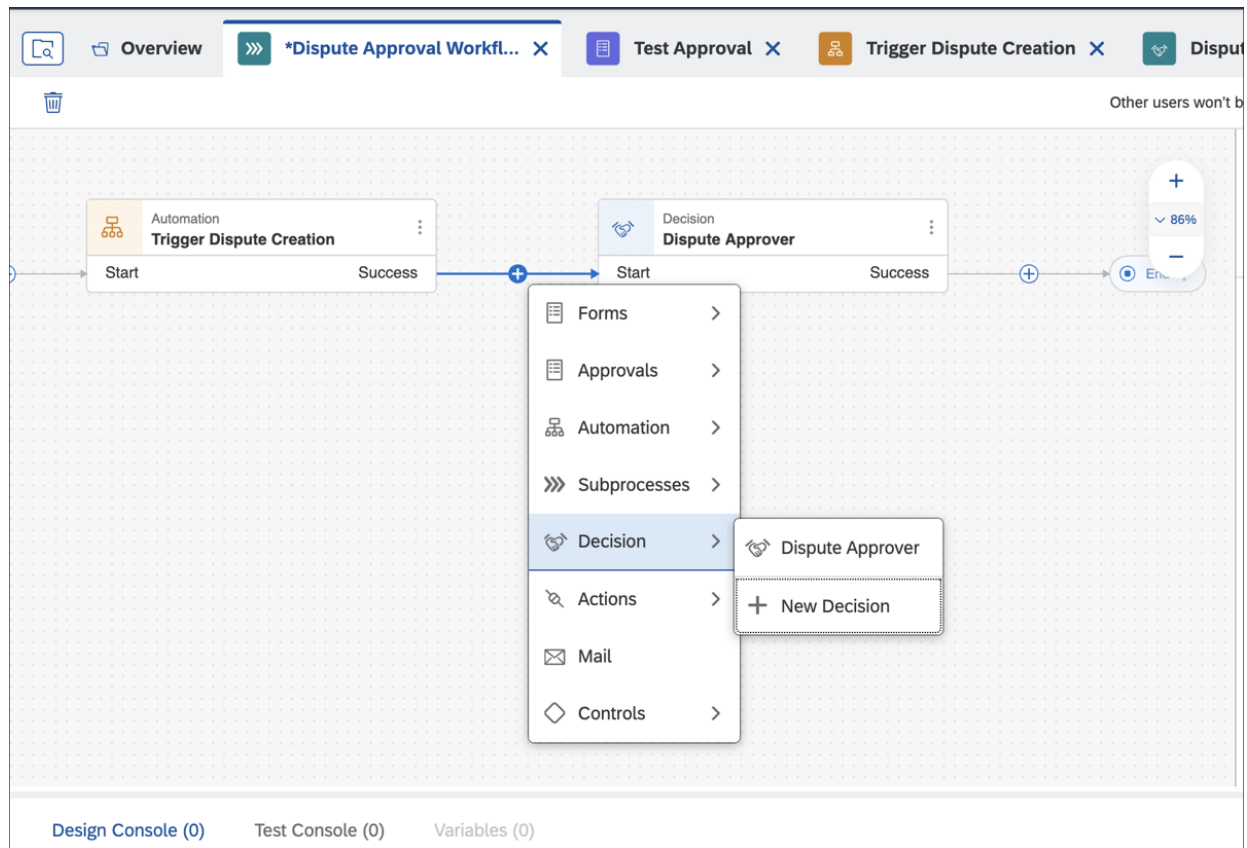 Overview
*Dispute Approval Workfl...
Test Approval
Trigger Dispute Creation
Disput
Other users won't b
Automation
Trigger Dispute Creation
Start
Success
Decision
Dispute Approver
Start
Success
86%
Forms
Approvals
Automation
Subprocesses
Decision
Dispute Approver
New Decision
Actions
Mail
Controls
Design Console (0)
Test Console (0)
Variables (0)